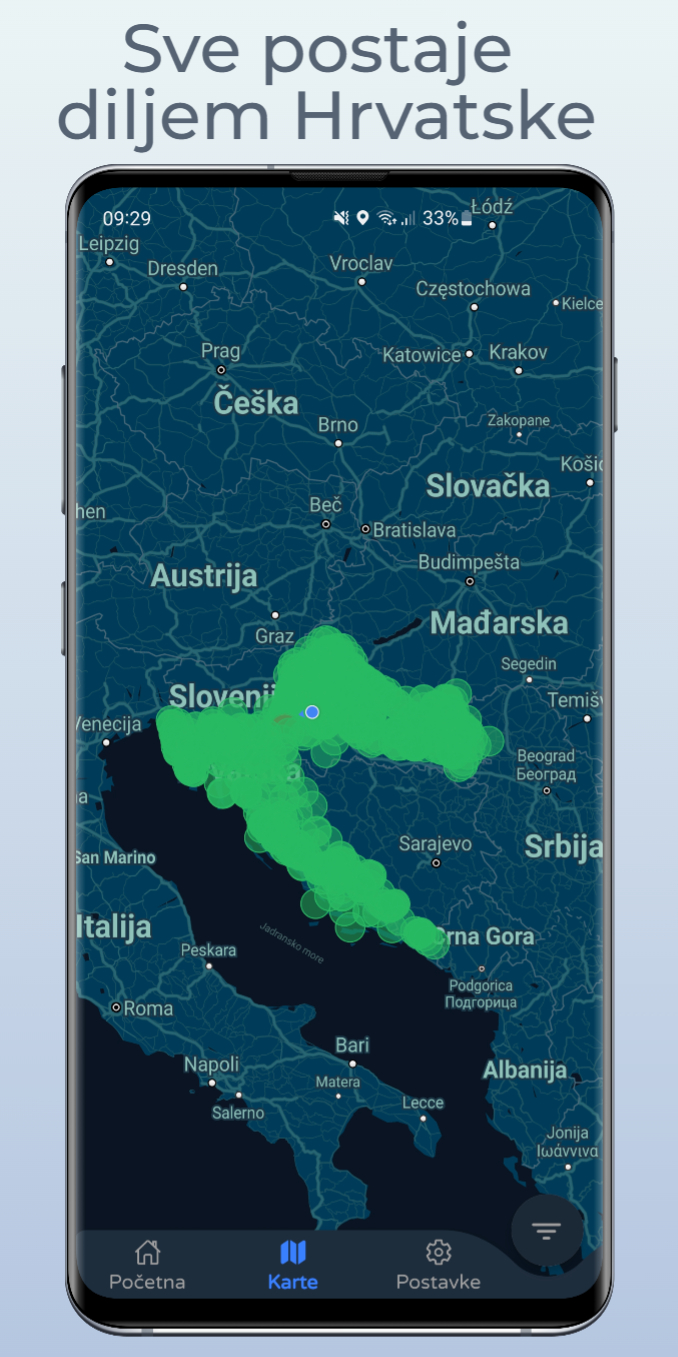 Sve postaje
diljem Hrvatske
09:29
33%
Łódź
Leipzig
Dresden
Vroclav
Częstochowa
Kielce
Prag
Katowice
Krakov
Češka
Brno
Zakopane
Košic
Slovačka
Beč
Bratislava
hen
Budimpešta
Austrija
Graz
Mađarska
Segedin
Slovenij
Temišv
Venecija
Beograd
Београд
Sarajevo
Srbija
San Marino
Italija
Crna Gora
Jadransko more
Peskara
Podgorica
Подгорица
Roma
Bari
Napoli
Matera
Albanija
Salerno
Lecce
Jonija
Ιωάννινα
Početna
Karte
Postavke